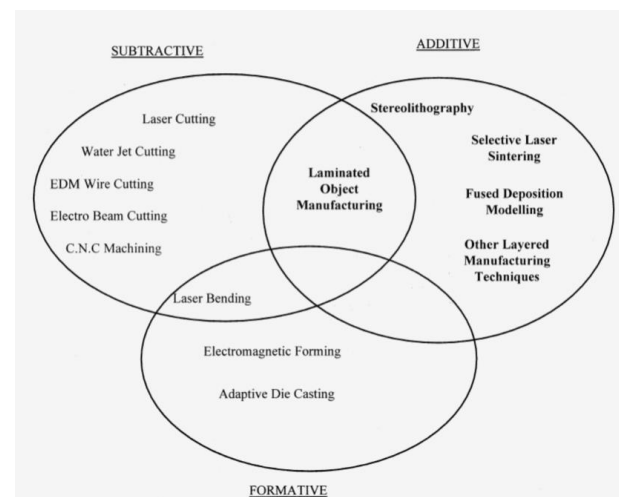 SUBTRACTIVE
ADDITIVE
Laser Cutting
Water Jet Cutting
EDM Wire Cutting
Electro Beam Cutting
C.N.C Machining
Laminated
Object
Manufacturing
Stereolithography
Selective Laser
Sintering
Fused Deposition
Modelling
Other Layered
Manufacturing
Techniques
Laser Bending
Electromagnetic Forming
Adaptive Die Casting
FORMATIVE